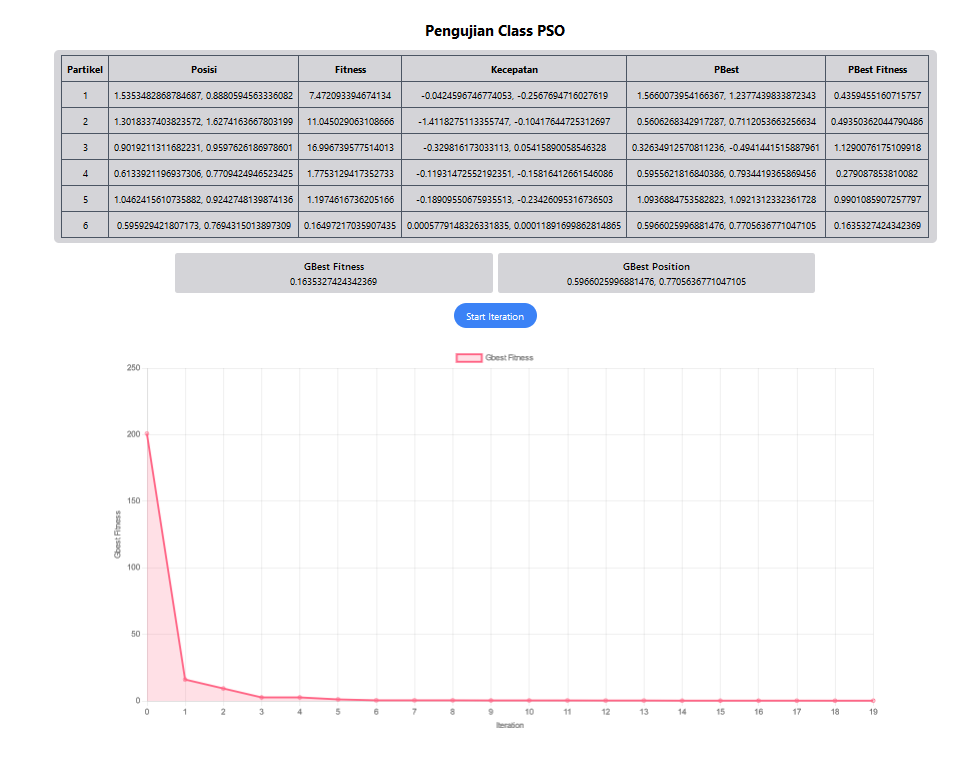 Pengujian Class PSO
Partikel Posisi Fitness Kecepatan PBest PBest Fitness
1 1.5353482868784687, 0.8880594563336082 7.472093394674134 -0.0424596746774053, -0.2567694716027619 1.5660073954166367, 1.2377439833872343 0.4359455160715757
2 1.3018337403823572, 1.6274163667803199 11.045029063108666 -1.4118275113355747, -0.10417644725312697 0.5606268342917287, 0.7112053663256634 0.49350362044790486
3 0.9019211311682231, 0.9597626186978601 16.996739577514013 -0.329816173033113, 0.05415890058546328 0.32634912570811236, -0.4941441515887961 1.1290076175109918
4 0.6133921196937306, 0.7709424946523425 1.7753129417352733 -0.11931472552192351, -0.15816412661546086 0.5955621816840386, 0.7934419365869456 0.279087853810082
5 1.0462415610735882, 0.9242748139874136 1.1974616736205166 -0.18909550675935513, -0.23426095316736503 1.0936884753582823, 1.0921312332361728 0.9901085907257797
6 0.595929421807173, 0.7694315013897309 0.16497217035907435 0.0005779148326331835, 0.00011891699862814865 0.5966025996881476, 0.7705636771047105 0.1635327424342369
GBest Fitness
0.1635327424342369
GBest Position
0.5966025996881476, 0.7705636771047105
Start Iteration
Gbest Fitness
250
200
150
100
50
0
Gbest Fitness
0 1 2 3 4 5 6 7 8 9 10 11 12 13 14 15 16 17 18 19
Iteration